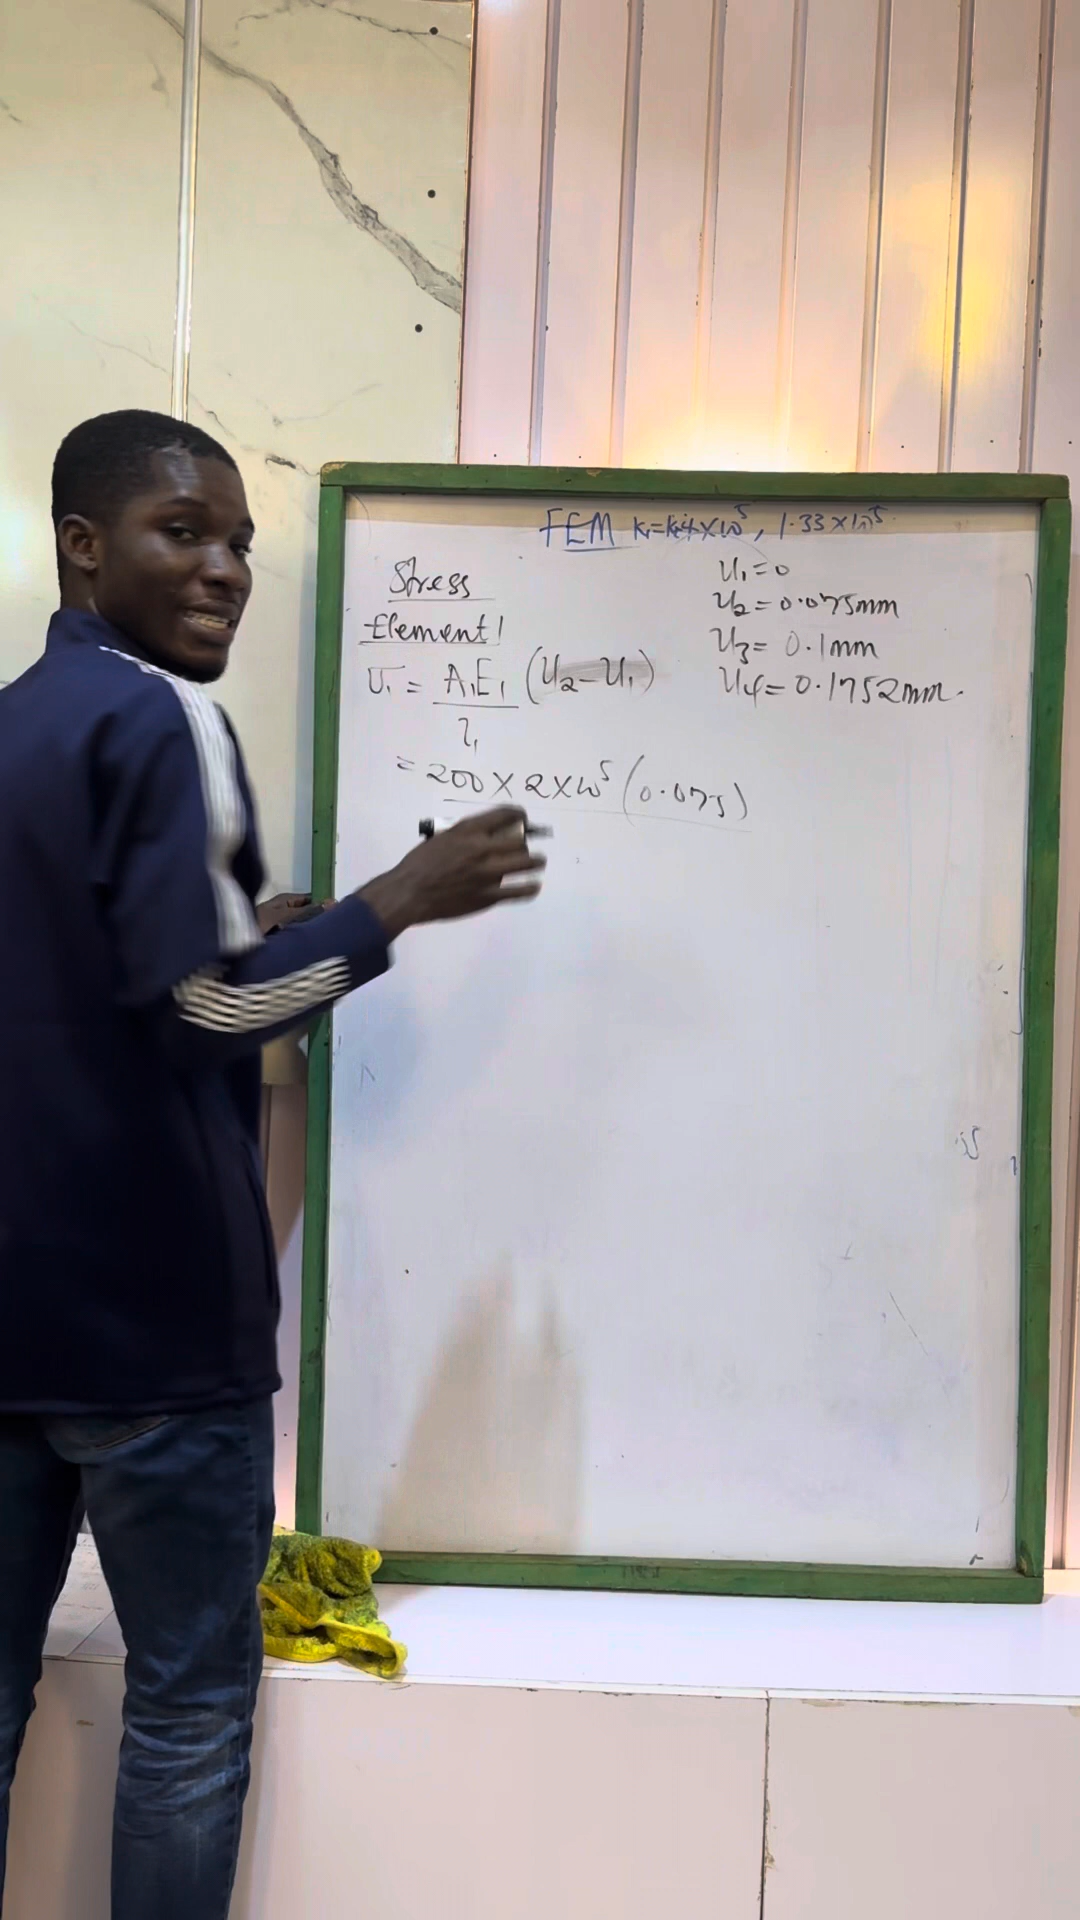 FEM K₁=1.4×10⁵, 1.33×10⁵
Stress
Element 1
σ₁ = A₁E₁ (U₂-U₁)
l₁
= 200 × 2×10⁵ (0.075)
U₁=0
U₂=0.075mm
U₃= 0.1mm
U4=0.1752mm.